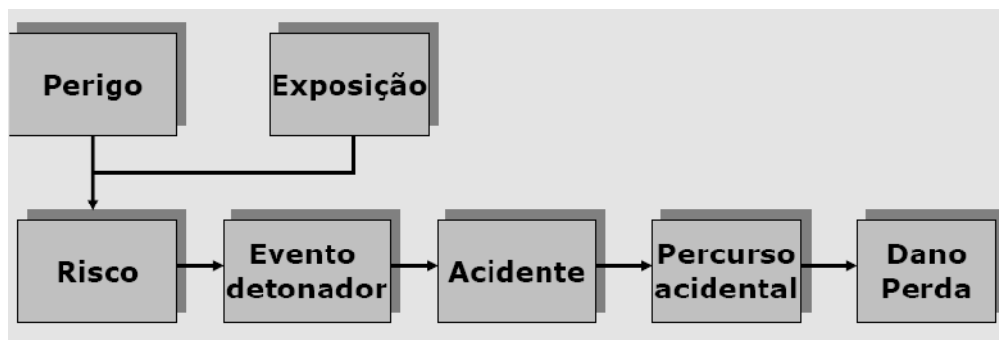 Perigo
Exposição
Risco
Evento
detonador
Acidente
Percurso
acidental
Dano
Perda